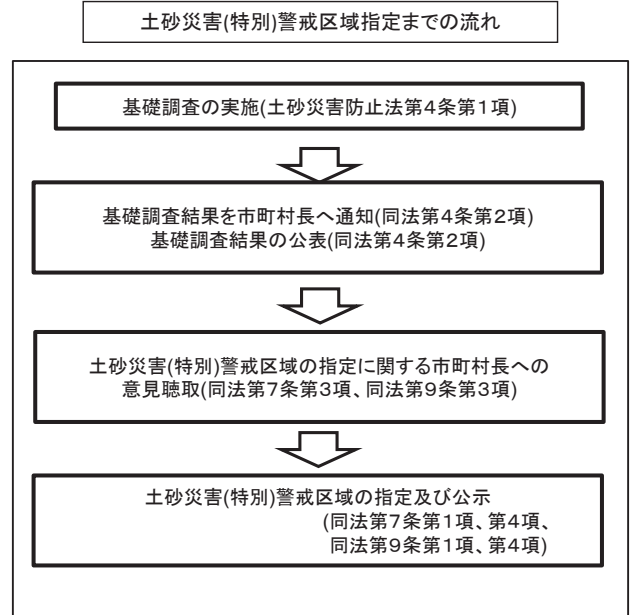 土砂災害(特別)警戒区域指定までの流れ
基礎調査の実施(土砂災害防止法第4条第1項)
基礎調査結果を市町村長へ通知(同法第4条第2項)
基礎調査結果の公表(同法第4条第2項)
土砂災害(特別)警戒区域の指定に関する市町村長への
意見聴取(同法第7条第3項、同法第9条第3項)
土砂災害(特別)警戒区域の指定及び公示
(同法第7条第1項、第4項、
同法第9条第1項、第4項)